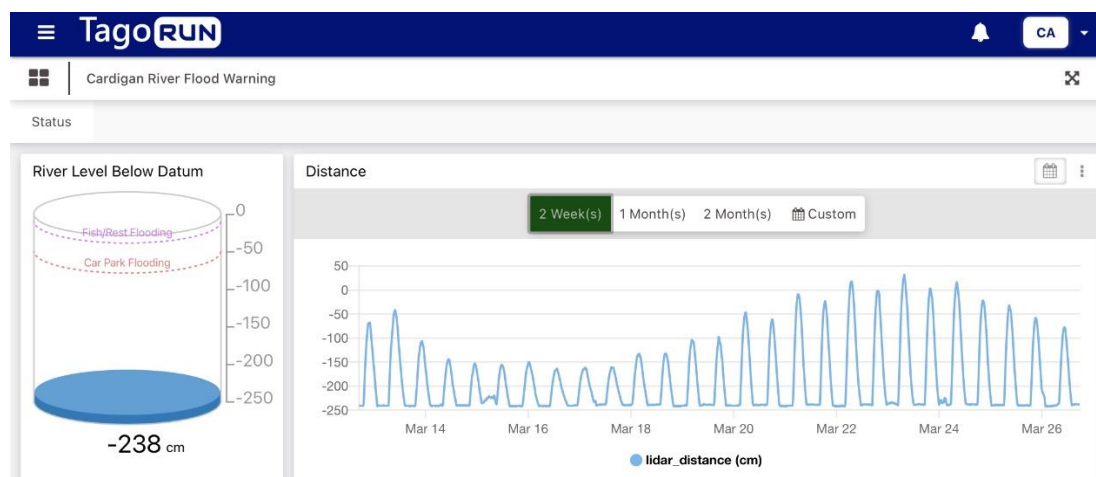 TagoRUN
CA
Cardigan River Flood Warning
Status
River Level Below Datum
0
Fish/Rest Flooding
-50
Car Park Flooding
-100
-150
-200
-250
-238 cm
Distance
2 Week(s) 1 Month(s) 2 Month(s) Custom
50
0
-50
-100
-150
-200
-250
Mar 14 Mar 16 Mar 18 Mar 20 Mar 22 Mar 24 Mar 26
lidar_distance (cm)